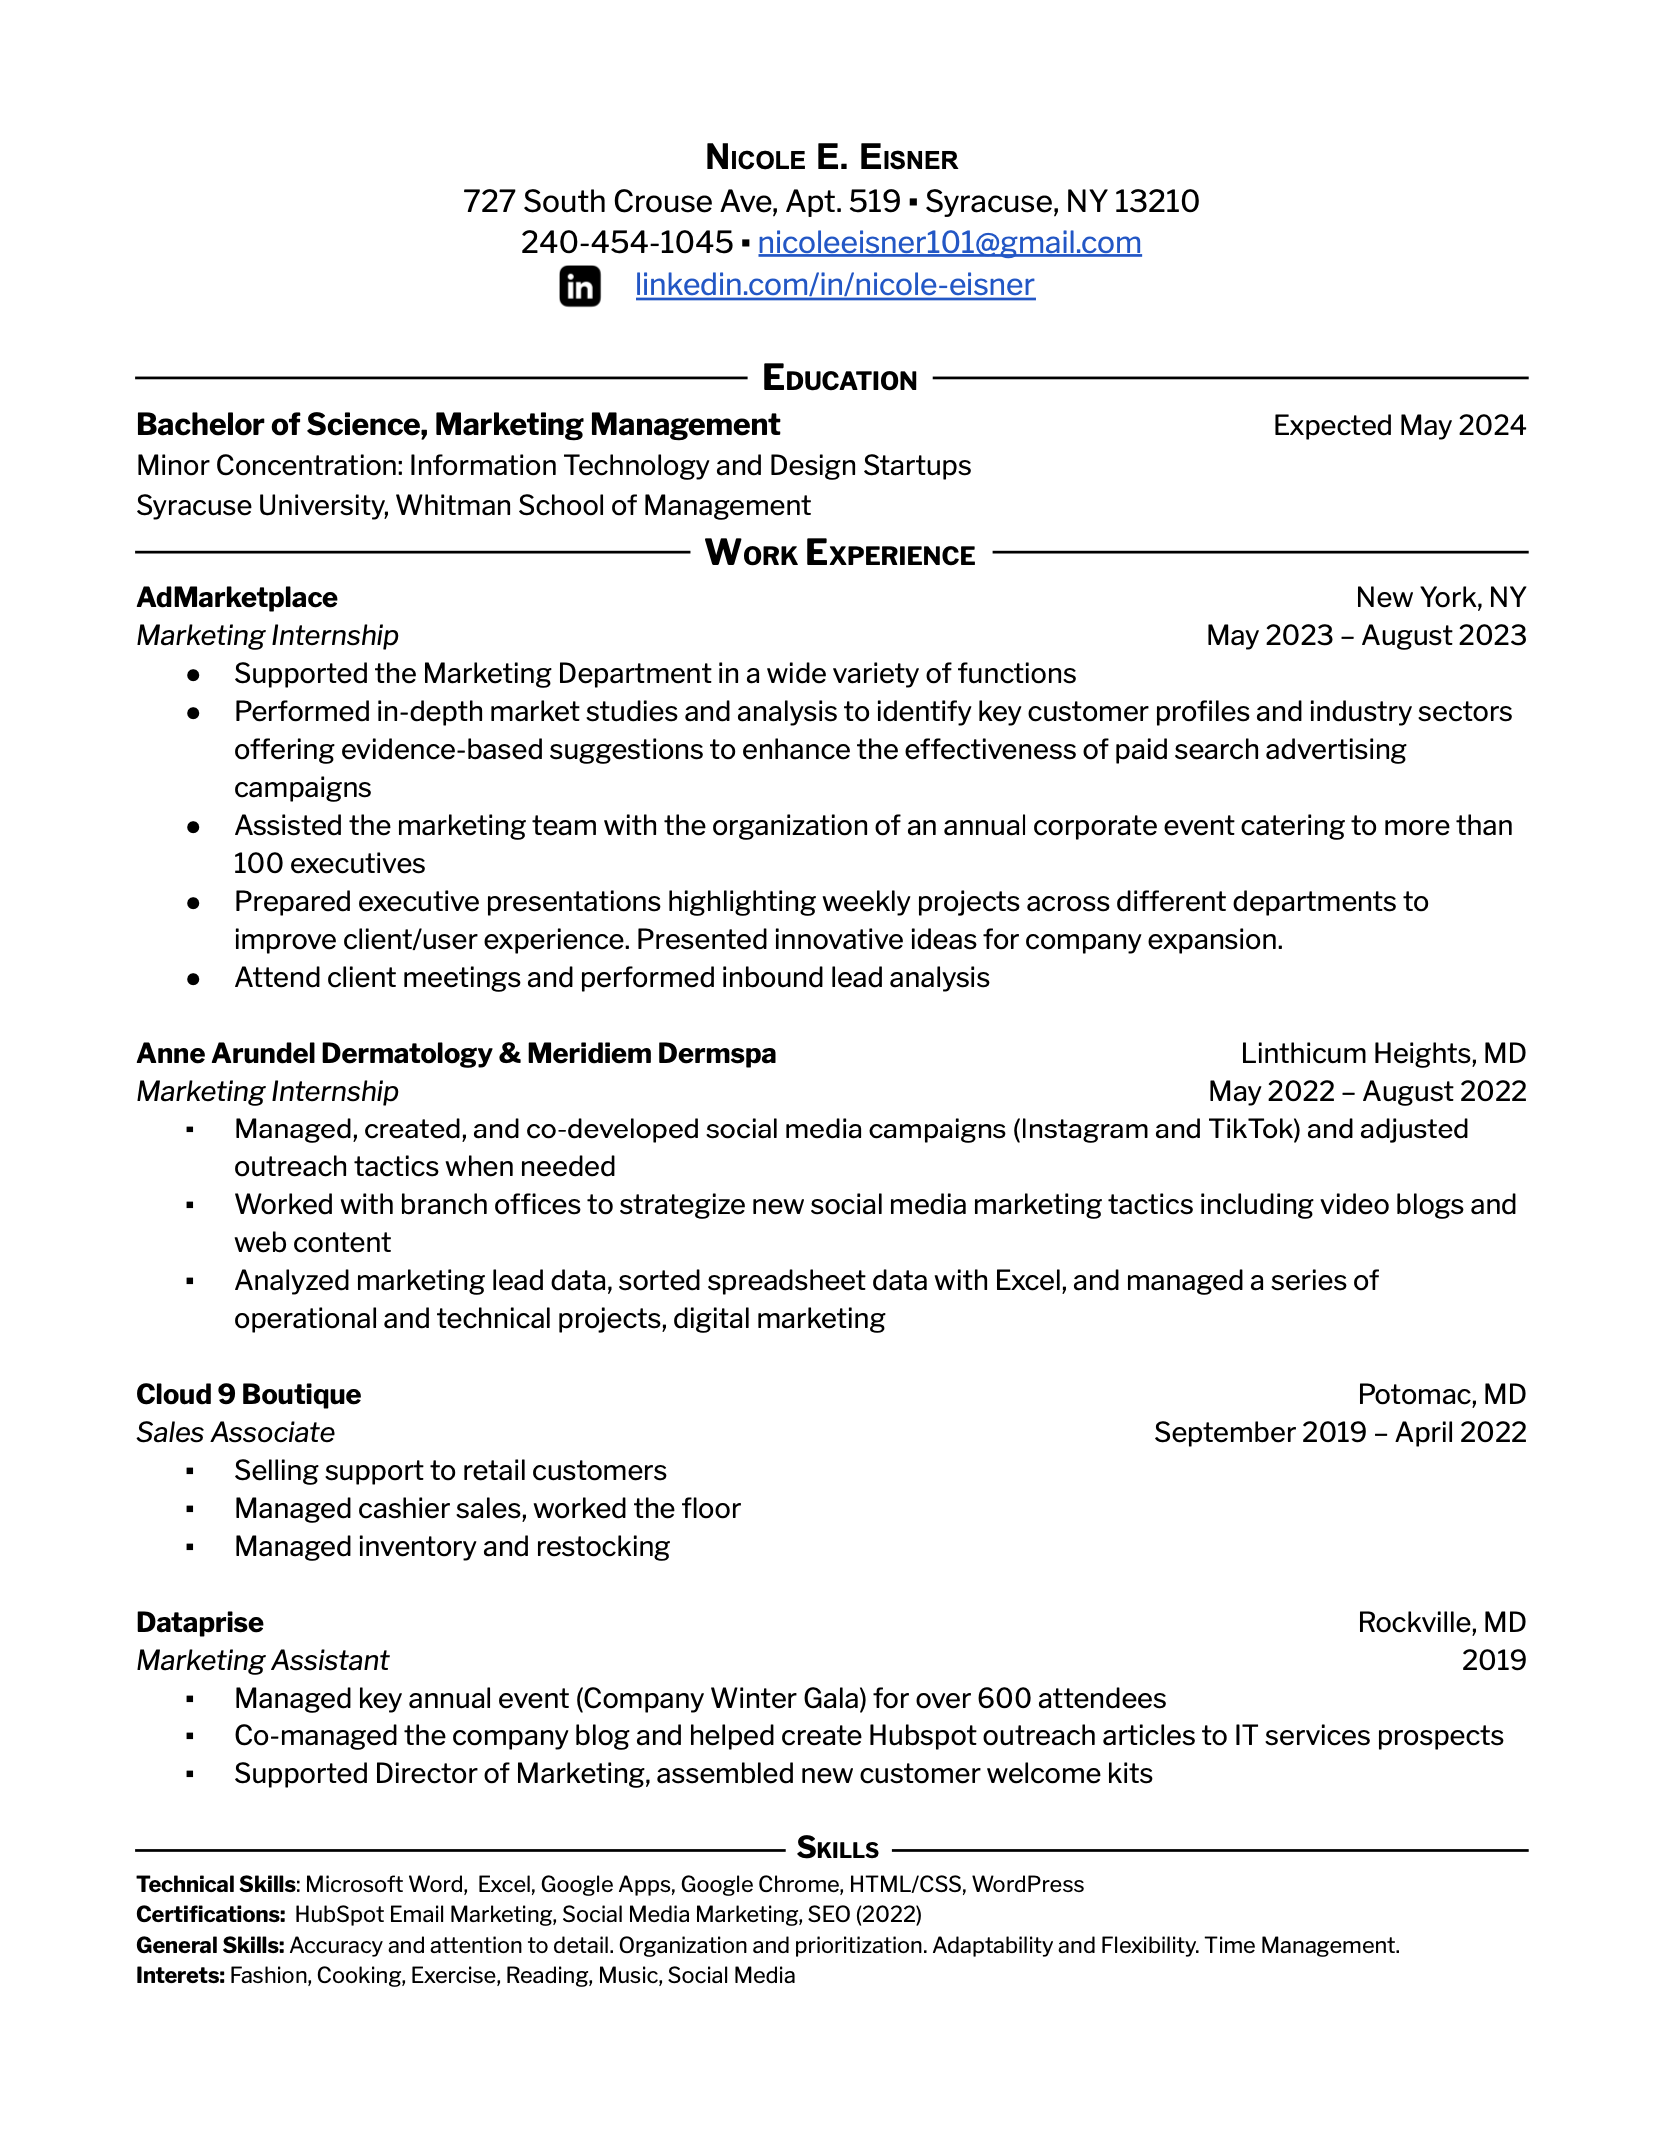 Nicole E. Eisner
727 South Crouse Ave, Apt. 519 ▪ Syracuse, NY 13210
240-454-1045 ▪ nicoleeisner101@gmail.com
in linkedin.com/in/nicole-eisner
Education
Bachelor of Science, Marketing Management Expected May 2024
Minor Concentration: Information Technology and Design Startups
Syracuse University, Whitman School of Management
Work Experience
AdMarketplace New York, NY
Marketing Internship May 2023 – August 2023
● Supported the Marketing Department in a wide variety of functions
● Performed in-depth market studies and analysis to identify key customer profiles and industry sectors
offering evidence-based suggestions to enhance the effectiveness of paid search advertising
campaigns
● Assisted the marketing team with the organization of an annual corporate event catering to more than
100 executives
● Prepared executive presentations highlighting weekly projects across different departments to
improve client/user experience. Presented innovative ideas for company expansion.
● Attend client meetings and performed inbound lead analysis
Anne Arundel Dermatology & Meridiem Dermspa Linthicum Heights, MD
Marketing Internship May 2022 – August 2022
▪ Managed, created, and co-developed social media campaigns (Instagram and TikTok) and adjusted
outreach tactics when needed
▪ Worked with branch offices to strategize new social media marketing tactics including video blogs and
web content
▪ Analyzed marketing lead data, sorted spreadsheet data with Excel, and managed a series of
operational and technical projects, digital marketing
Cloud 9 Boutique Potomac, MD
Sales Associate September 2019 – April 2022
▪ Selling support to retail customers
▪ Managed cashier sales, worked the floor
▪ Managed inventory and restocking
Dataprise Rockville, MD
Marketing Assistant 2019
▪ Managed key annual event (Company Winter Gala) for over 600 attendees
▪ Co-managed the company blog and helped create Hubspot outreach articles to IT services prospects
▪ Supported Director of Marketing, assembled new customer welcome kits
Skills
Technical Skills: Microsoft Word, Excel, Google Apps, Google Chrome, HTML/CSS, WordPress
Certifications: HubSpot Email Marketing, Social Media Marketing, SEO (2022)
General Skills: Accuracy and attention to detail. Organization and prioritization. Adaptability and Flexibility. Time Management.
Interets: Fashion, Cooking, Exercise, Reading, Music, Social Media